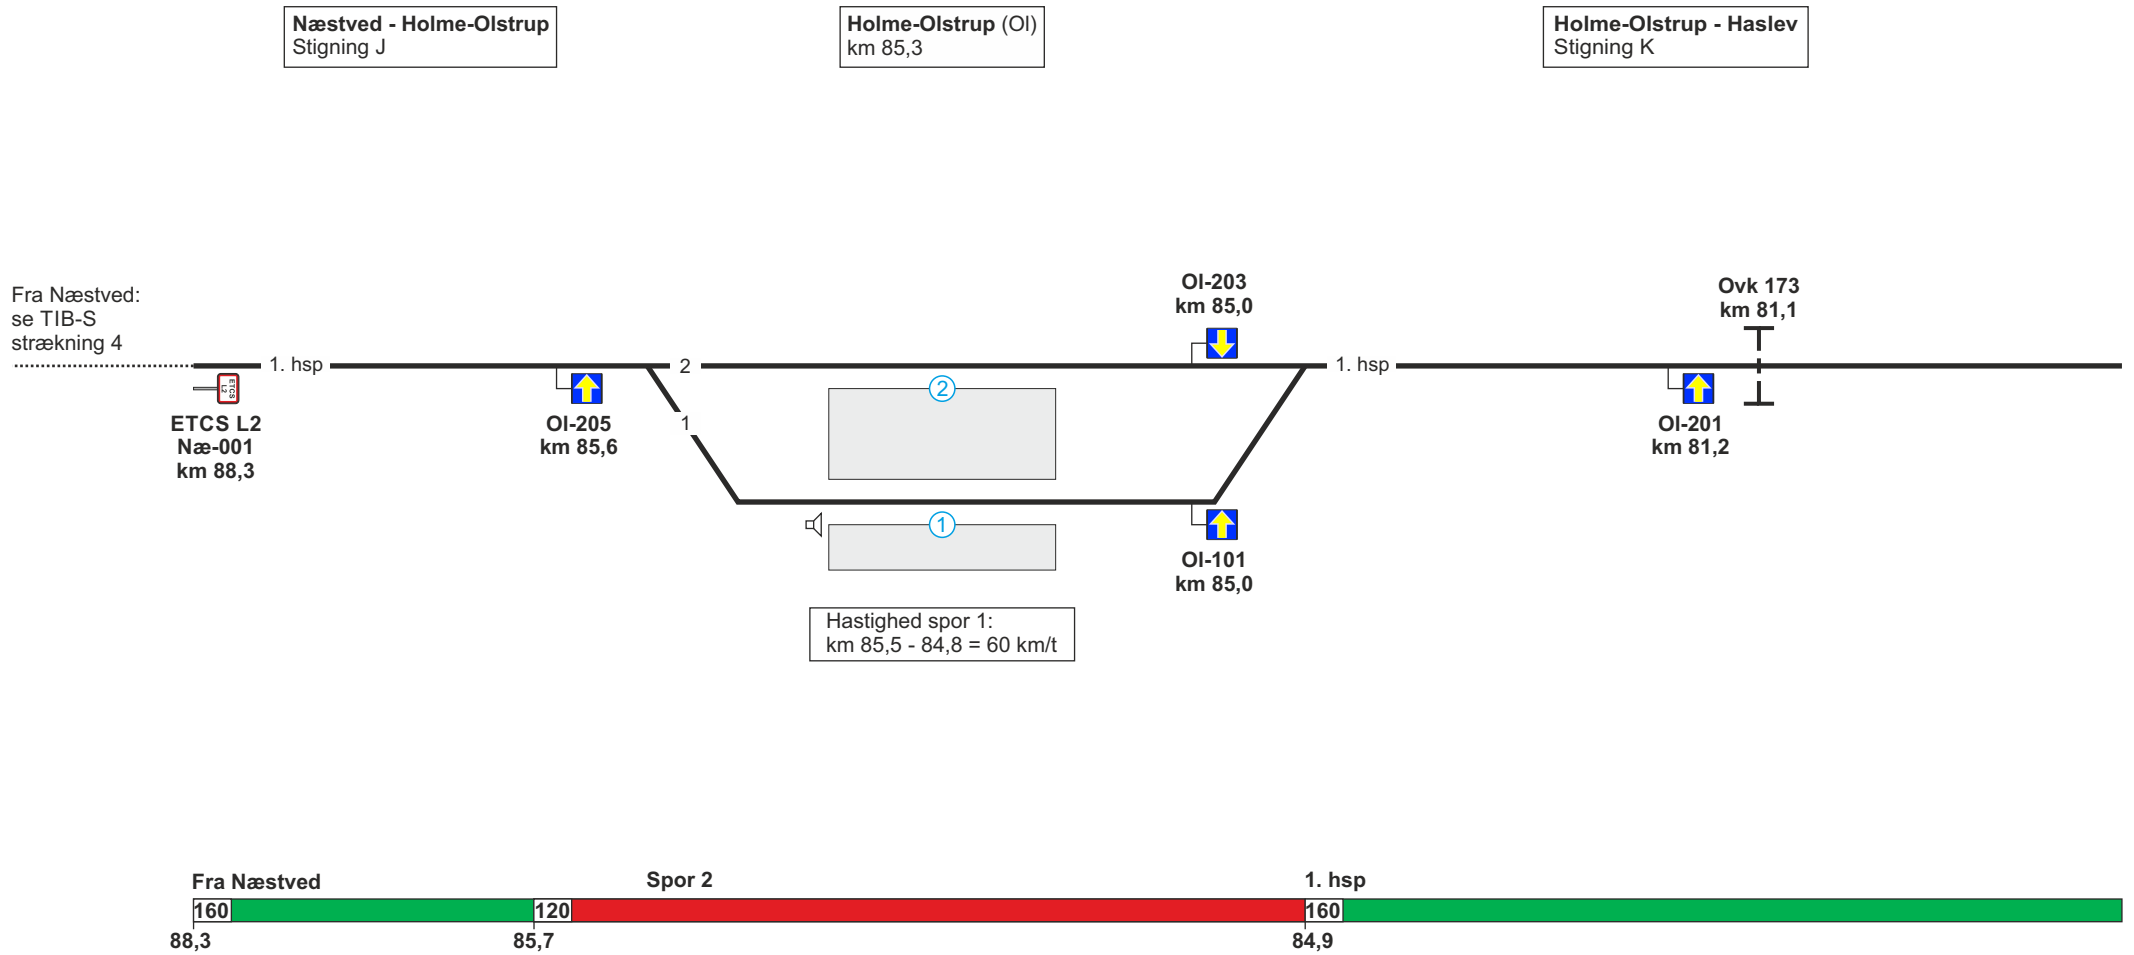 Næstved - Holme-Olstrup
Stigning J
Holme-Olstrup (Ol)
km 85,3
Holme-Olstrup - Haslev
Stigning K
Fra Næstved:
se TIB-S
strækning 4
1. hsp
ETCS L2
ETCS L2
Næ-001
km 88,3
Ol-205
km 85,6
2
1
2
1
Ol-203
km 85,0
Ol-101
km 85,0
1. hsp
Ovk 173
km 81,1
Ol-201
km 81,2
Hastighed spor 1:
km 85,5 - 84,8 = 60 km/t
Fra Næstved
Spor 2
1. hsp
160
120
160
88,3
85,7
84,9